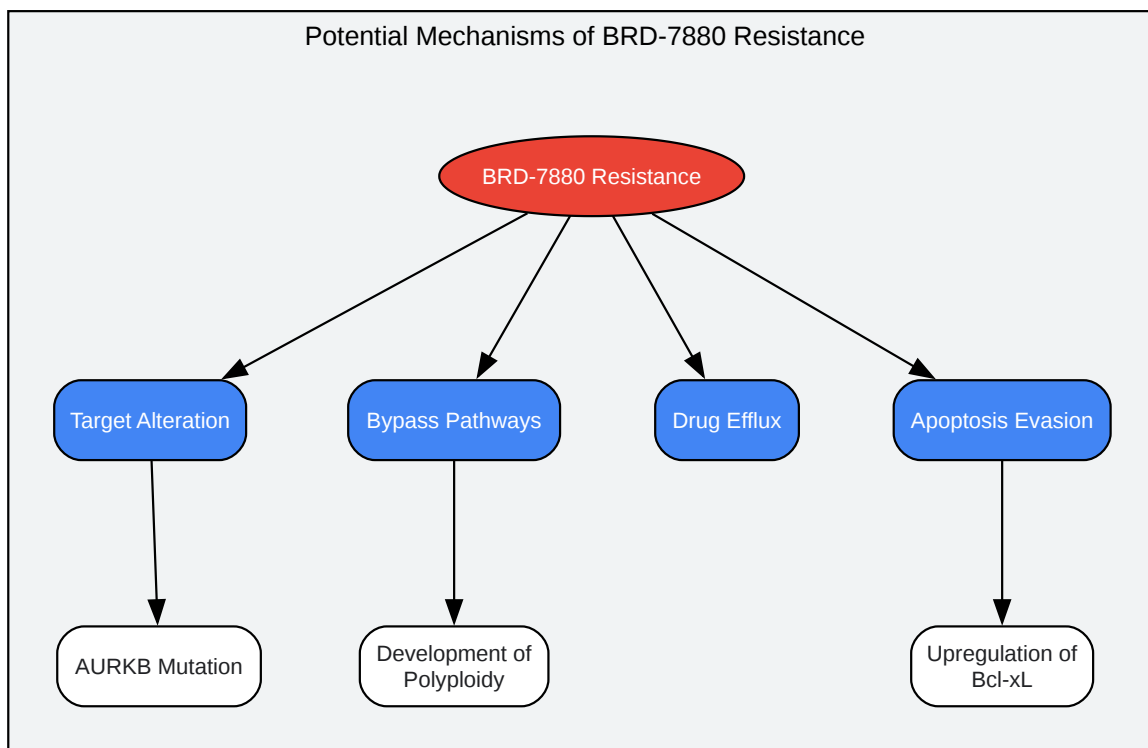 Potential Mechanisms of BRD-7880 Resistance
BRD-7880 Resistance
Target Alteration
Bypass Pathways
Drug Efflux
Apoptosis Evasion
AURKB Mutation
Development of
Polyploidy
Upregulation of
Bcl-xL